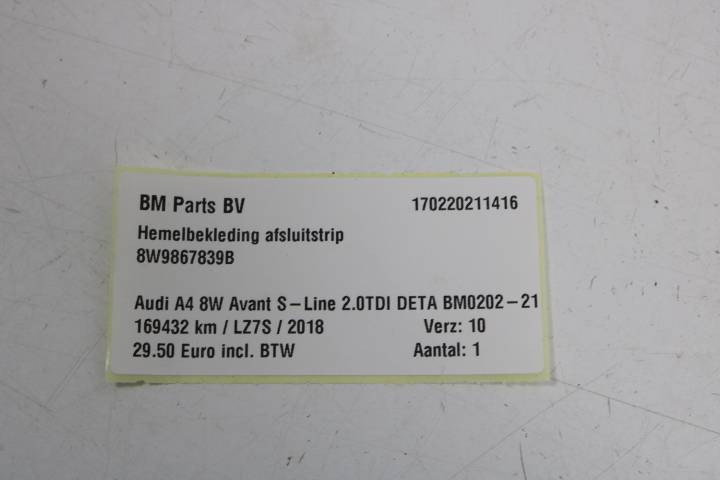 BM Parts BV 170220211416
Hemelbekleding afsluitstrip
8W9867839B
Audi A4 8W Avant S-Line 2.0TDI DETA BM0202-21
169432 km / LZ7S / 2018 Verz: 10
29.50 Euro incl. BTW Aantal: 1